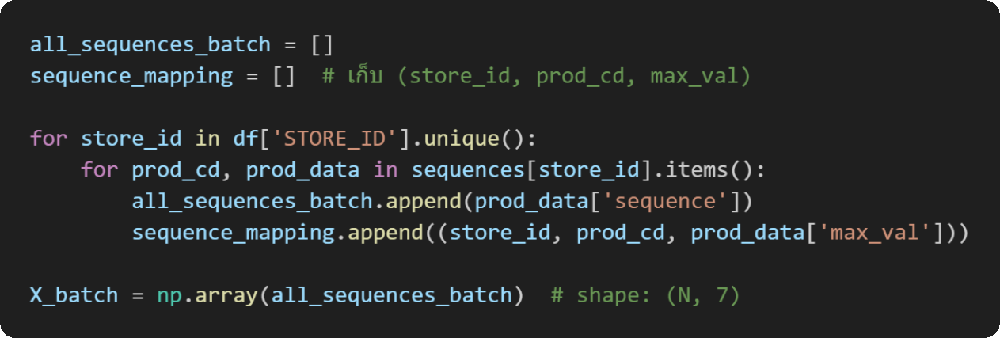 all_sequences_batch = []
sequence_mapping = []  # เก็บ (store_id, prod_cd, max_val)
for store_id in df['STORE_ID'].unique():
    for prod_cd, prod_data in sequences[store_id].items():
        all_sequences_batch.append(prod_data['sequence'])
        sequence_mapping.append((store_id, prod_cd, prod_data['max_val']))
X_batch = np.array(all_sequences_batch)  # shape: (N, 7)